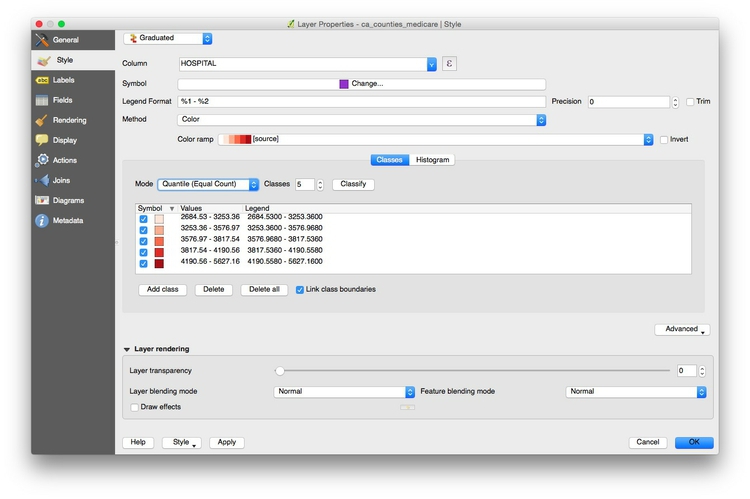 Layer Properties - ca_counties_medicare | Style
General
Style
Labels
Fields
Rendering
Display
Actions
Joins
Diagrams
Metadata
abc
Graduated
Column HOSPITAL ε
Symbol Change...
Legend Format %1 - %2 Precision 0 Trim
Method Color
Color ramp [source] Invert
Classes Histogram
Mode Quantile (Equal Count) Classes 5 Classify
Symbol Values Legend
2684.53 - 3253.36 2684.5300 - 3253.3600
3253.36 - 3576.97 3253.3600 - 3576.9680
3576.97 - 3817.54 3576.9680 - 3817.5360
3817.54 - 4190.56 3817.5360 - 4190.5580
4190.56 - 5627.16 4190.5580 - 5627.1600
Add class Delete Delete all Link class boundaries
Advanced
Layer rendering
Layer transparency 0
Layer blending mode Normal Feature blending mode Normal
Draw effects
Help Style Apply Cancel OK